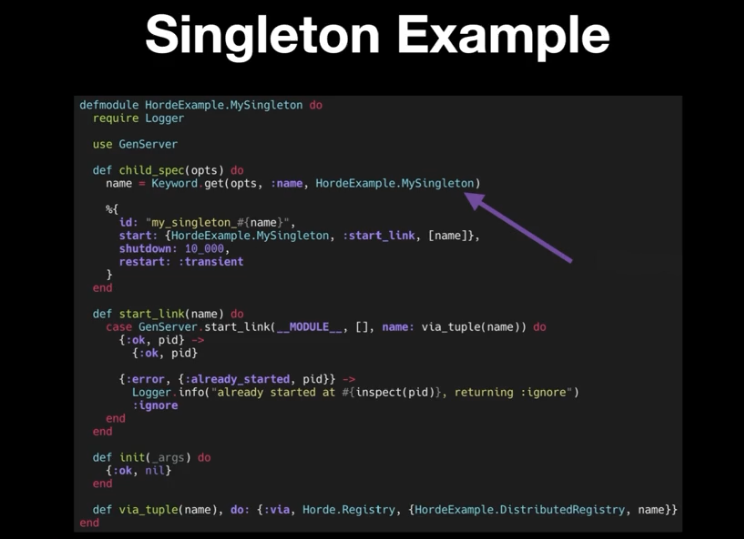 Singleton Example
defmodule HordeExample.MySingleton do
  require Logger

  use GenServer

  def child_spec(opts) do
    name = Keyword.get(opts, :name, HordeExample.MySingleton)

    %{
      id: "my_singleton_#{name}",
      start: {HordeExample.MySingleton, :start_link, [name]},
      shutdown: 10_000,
      restart: :transient
    }
  end

  def start_link(name) do
    case GenServer.start_link(__MODULE__, [], name: via_tuple(name)) do
      {:ok, pid} ->
        {:ok, pid}

      {:error, {:already_started, pid}} ->
        Logger.info("already started at #{inspect(pid)}, returning :ignore")
        :ignore
    end
  end

  def init(_args) do
    {:ok, nil}
  end

  def via_tuple(name), do: {:via, Horde.Registry, {HordeExample.DistributedRegistry, name}}
end